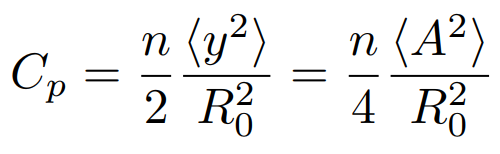 C_p = \frac{n}{2} \frac{\langle y^2 \rangle}{R_0^2} = \frac{n}{4} \frac{\langle A^2 \rangle}{R_0^2}